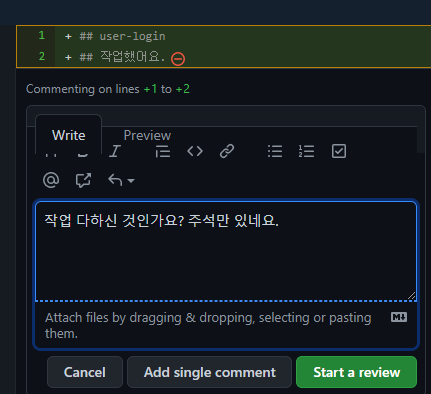 1 + ## user-login
2 + ## 작업했어요.
Commenting on lines +1 to +2
Write Preview
작업 다하신 것인가요? 주석만 있네요.
Attach files by dragging & dropping, selecting or pasting
them.
Cancel Add single comment Start a review